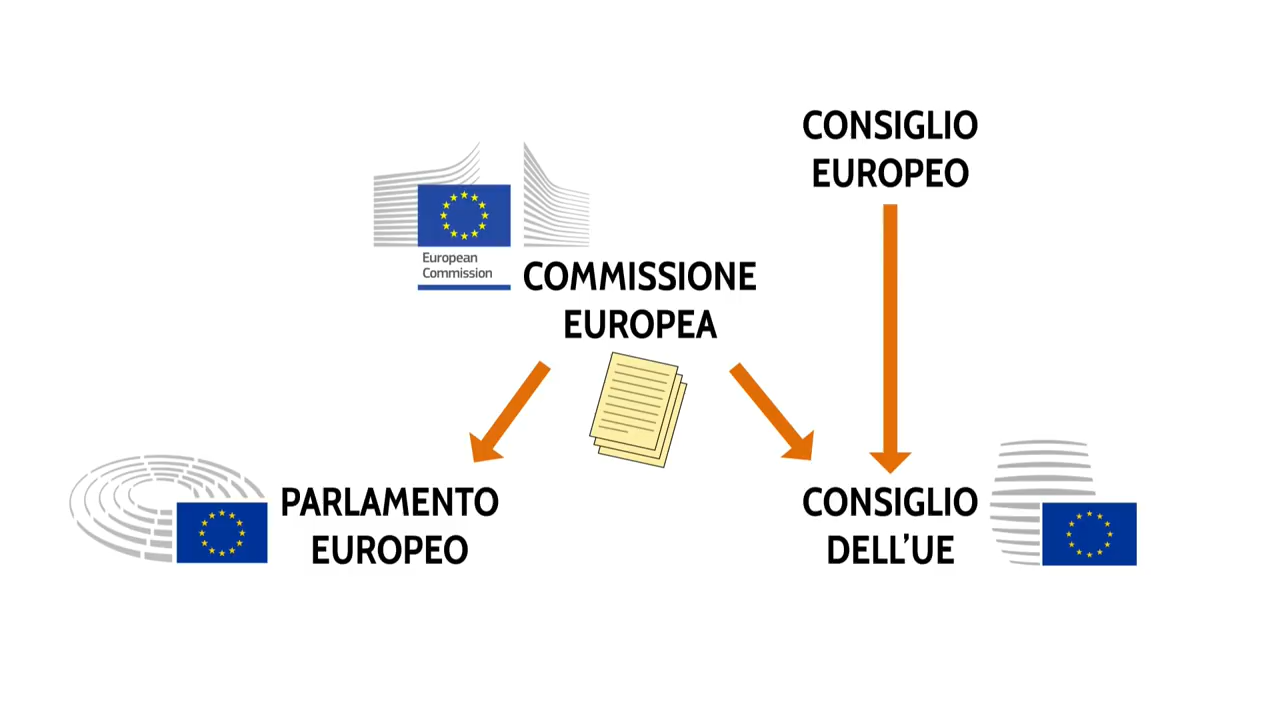 CONSIGLIO
EUROPEO
European
Commission
COMMISSIONE
EUROPEA
PARLAMENTO
EUROPEO
CONSIGLIO
DELL’UE